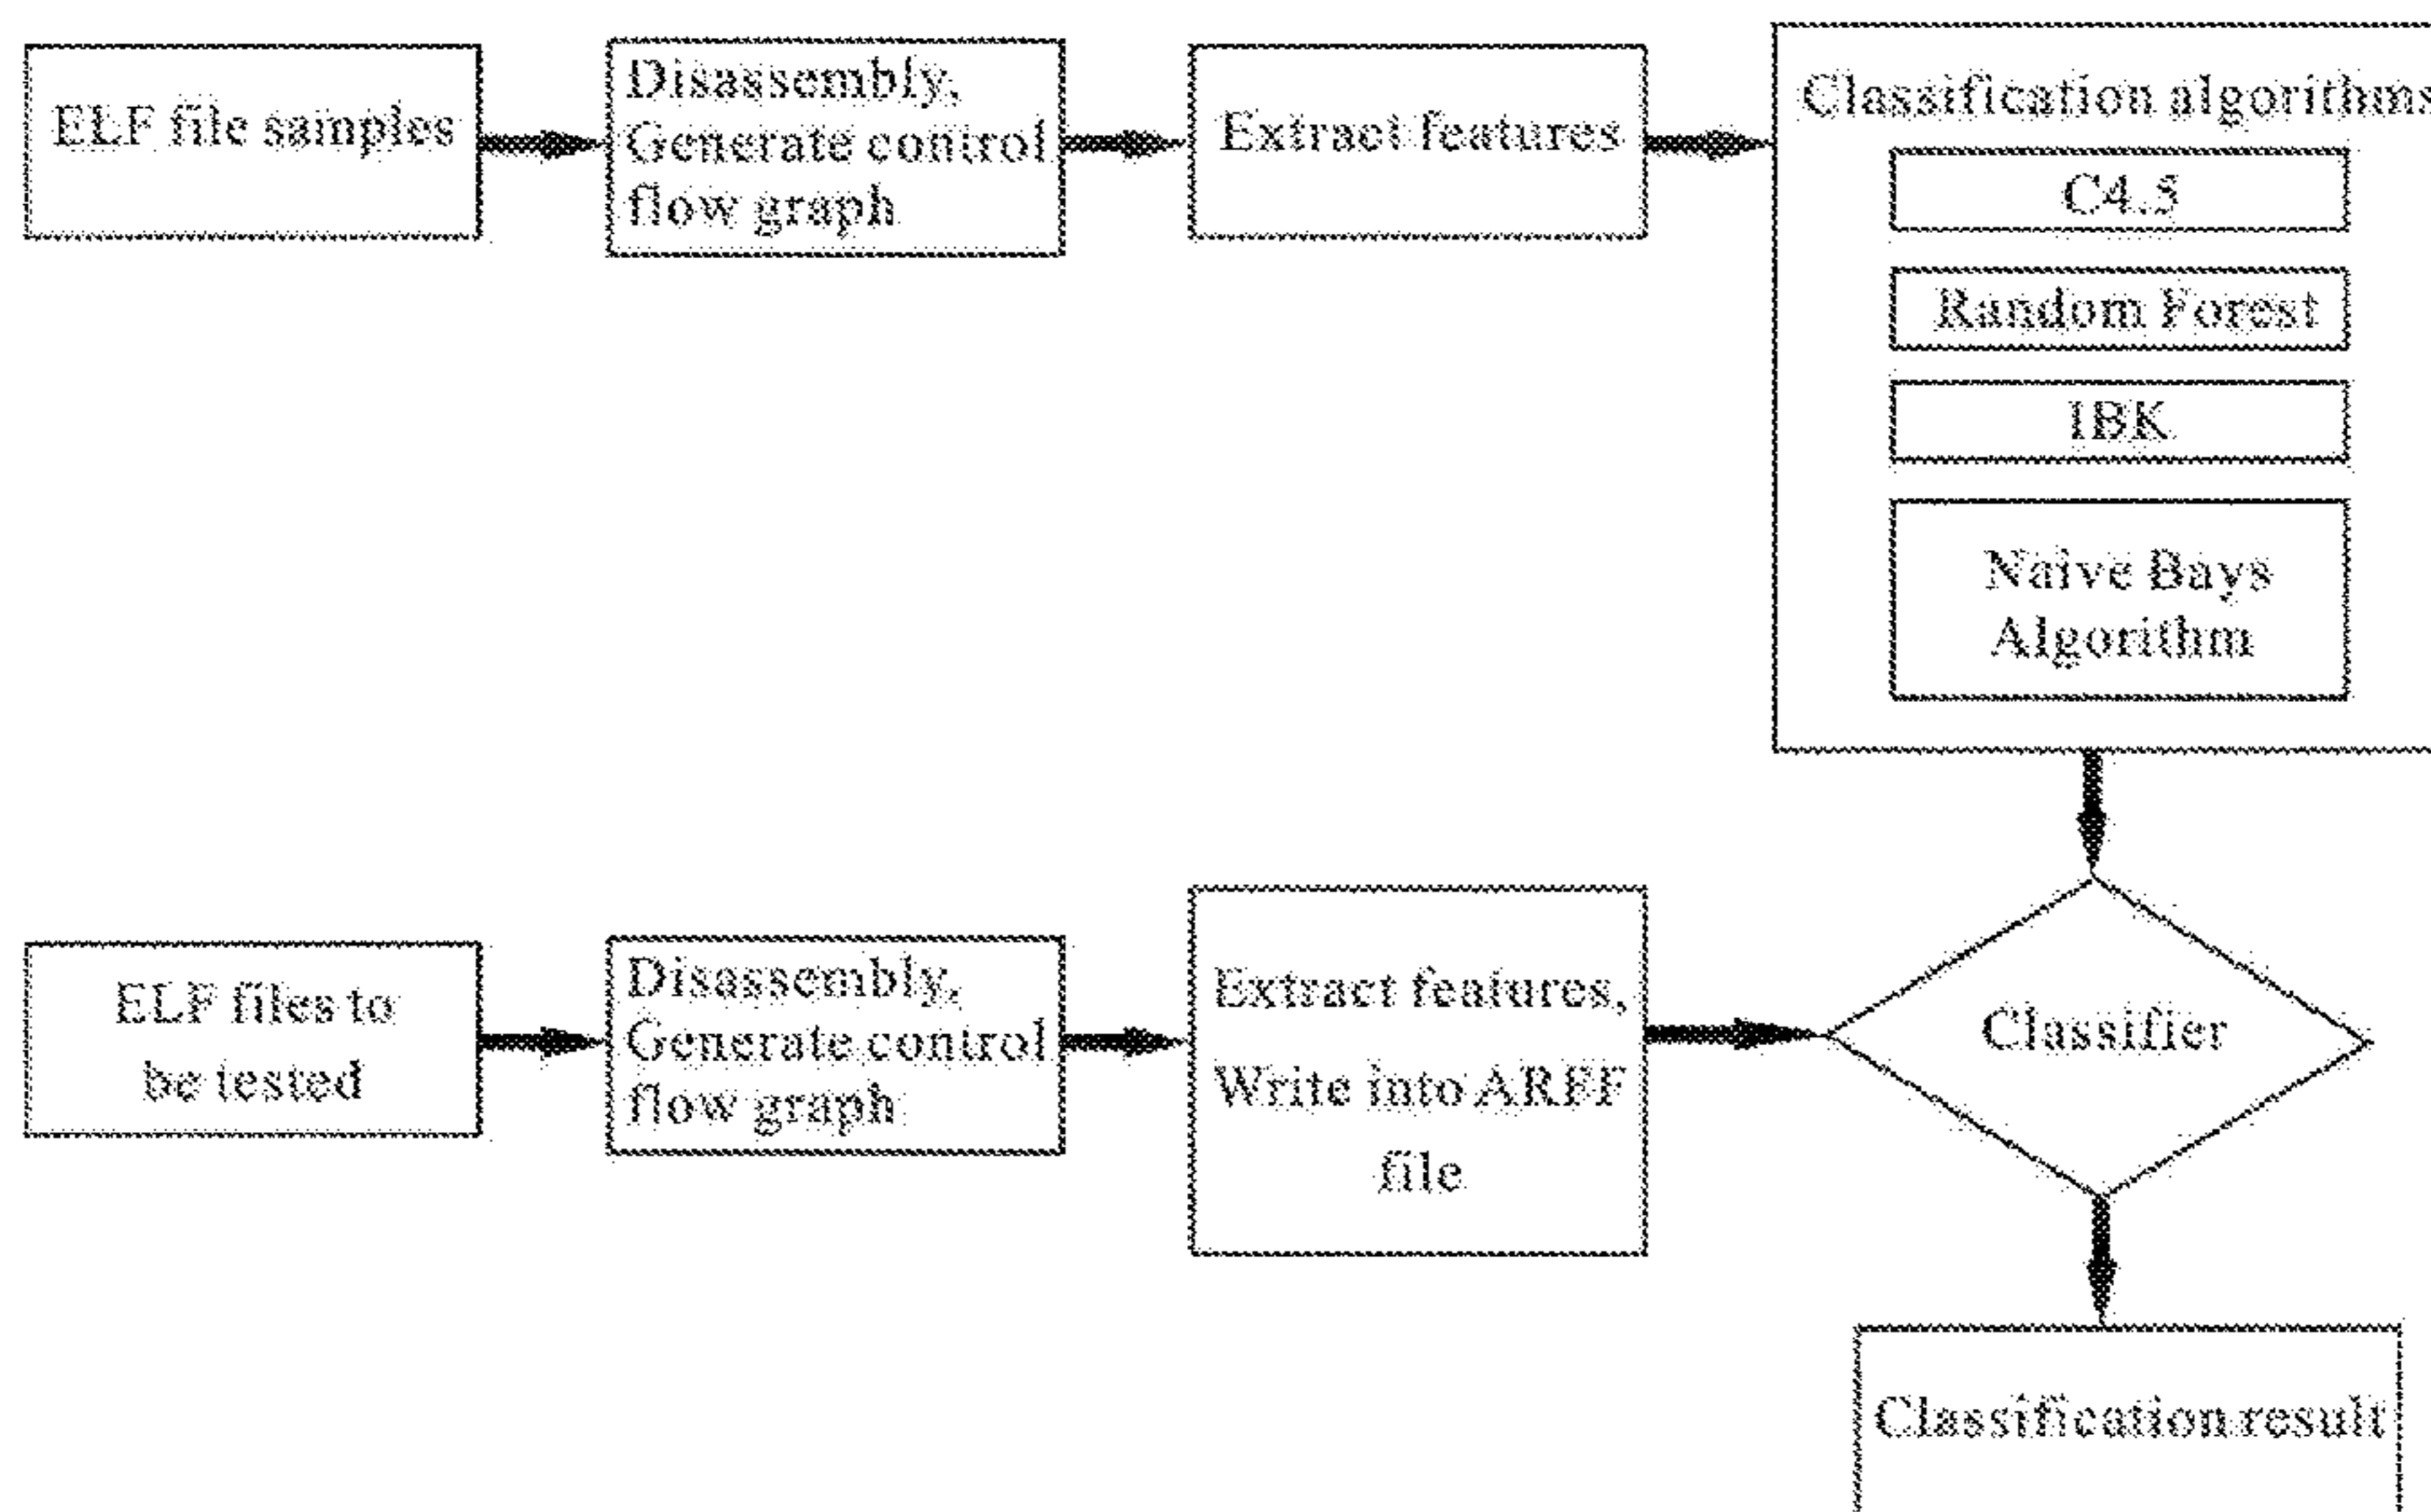 ELF file samples
Disassembly,
Generate control
flow graph
Extract features
Classification algorithms
C4.5
Random Forest
IBK
Naive Bays
Algorithm
ELF files to
be tested
Disassembly,
Generate control
flow graph
Extract features,
Write into ARFF
file
Classifier
Classification result